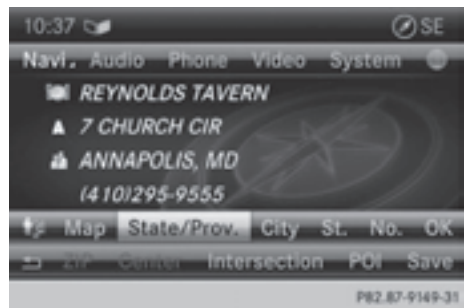 10:37 SE
Navi. Audio Phone Video System
REYNOLDS TAVERN
7 CHURCH CIR
ANNAPOLIS, MD
(410)295-9555
Map State/Prov. City St. No. OK
ZIP Center Intersection POI Save
P82.87-9149-31